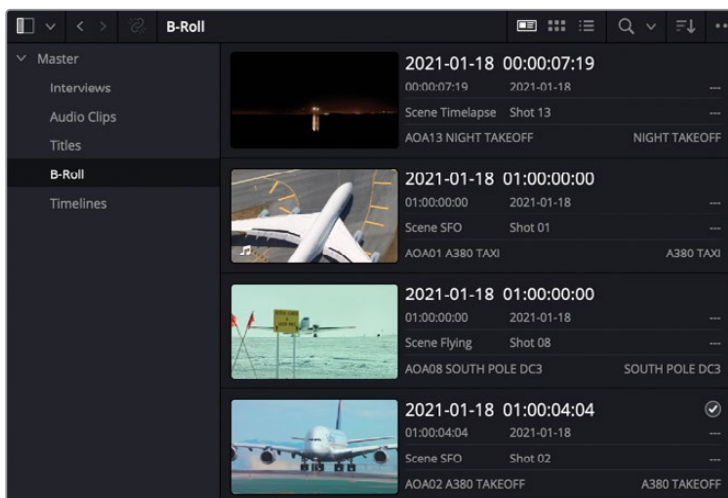 B-Roll
Master
Interviews
Audio Clips
Titles
B-Roll
Timelines
2021-01-18 00:00:07:19
00:00:07:19 2021-01-18 ---
Scene Timelapse Shot 13 ---
AOA13 NIGHT TAKEOFF NIGHT TAKEOFF
2021-01-18 01:00:00:00
01:00:00:00 2021-01-18 ---
Scene SFO Shot 01 ---
AOA01 A380 TAXI A380 TAXI
2021-01-18 01:00:00:00
01:00:00:00 2021-01-18 ---
Scene Flying Shot 08 ---
AOA08 SOUTH POLE DC3 SOUTH POLE DC3
2021-01-18 01:00:04:04
01:00:04:04 2021-01-18 ---
Scene SFO Shot 02 ---
AOA02 A380 TAKEOFF A380 TAKEOFF